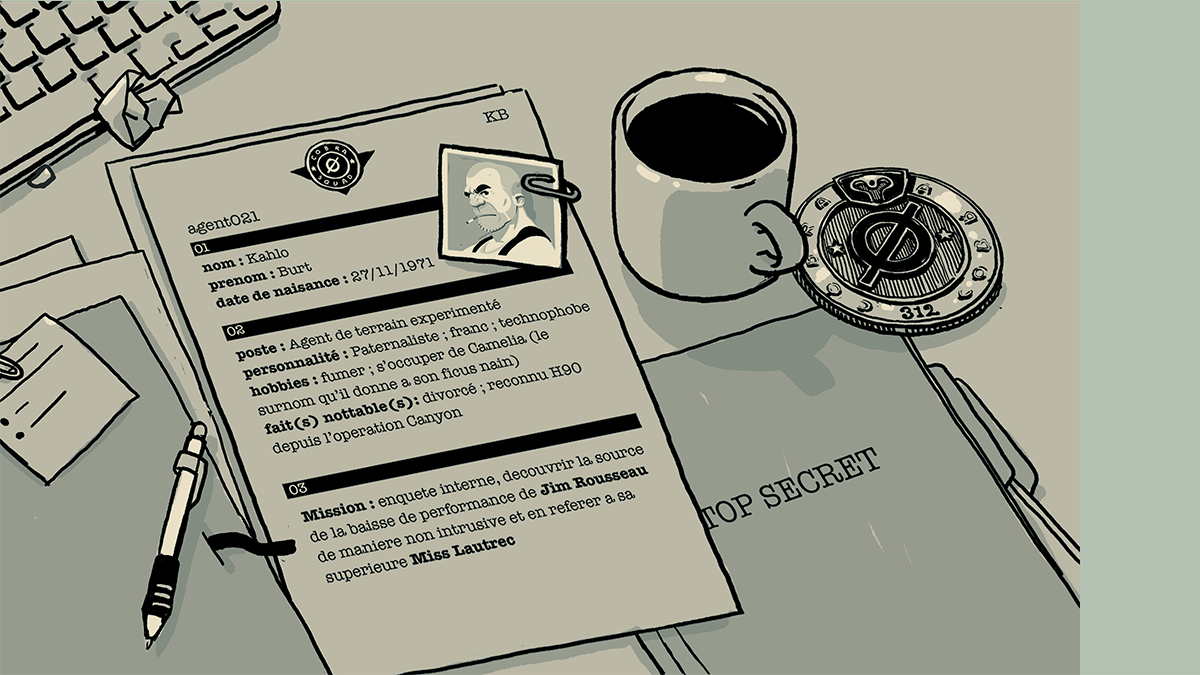 KB
COBRA
SQUAD
agent021
01
nom : Kahlo
prenom : Burt
date de naisance : 27/11/1971
02
poste : Agent de terrain experimenté
personnalité : Paternaliste ; franc ; technophobe
hobbies : fumer ; s'occuper de Camelia (le
surnom qu'il donne a son ficus nain)
fait(s) nottable(s): divorcé ; reconnu H90
depuis l'operation Canyon
03
Mission : enquete interne, decouvrir la source
de la baisse de performance de Jim Rousseau
de maniere non intrusive et en referer a sa
superieure Miss Lautrec
312
TOP SECRET